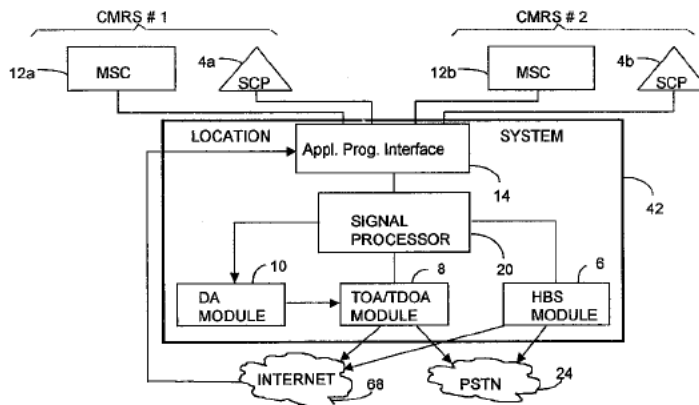 CMRS # 1
CMRS # 2
12a
MSC
4a
SCP
12b
MSC
4b
SCP
LOCATION
SYSTEM
Appl. Prog. Interface
14
42
SIGNAL
PROCESSOR
20
10
8
6
DA
MODULE
TOA/TDOA
MODULE
HBS
MODULE
INTERNET
68
PSTN
24